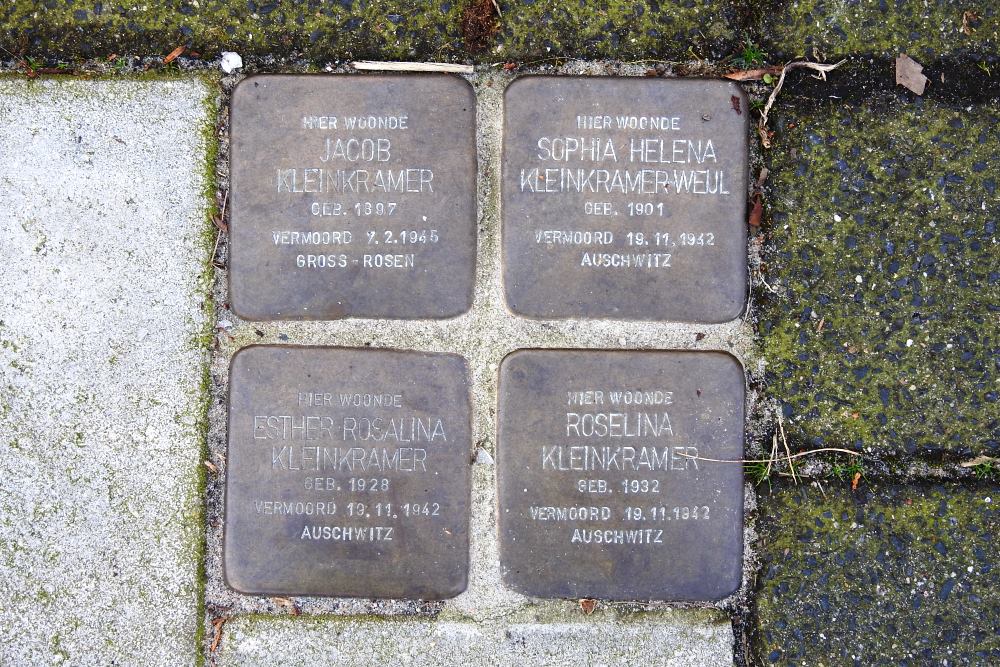 HIER WOONDE
JACOB
KLEINKRAMER
GEB. 1897
VERMOORD 7.2.1945
GROSS-ROSEN
HIER WOONDE
SOPHIA HELENA
KLEINKRAMER-WEIJL
GEB. 1901
VERMOORD 19.11.1942
AUSCHWITZ
HIER WOONDE
ESTHER ROSALINA
KLEINKRAMER
GEB. 1928
VERMOORD 19.11.1942
AUSCHWITZ
HIER WOONDE
ROSELINA
KLEINKRAMER
GEB. 1932
VERMOORD 19.11.1942
AUSCHWITZ